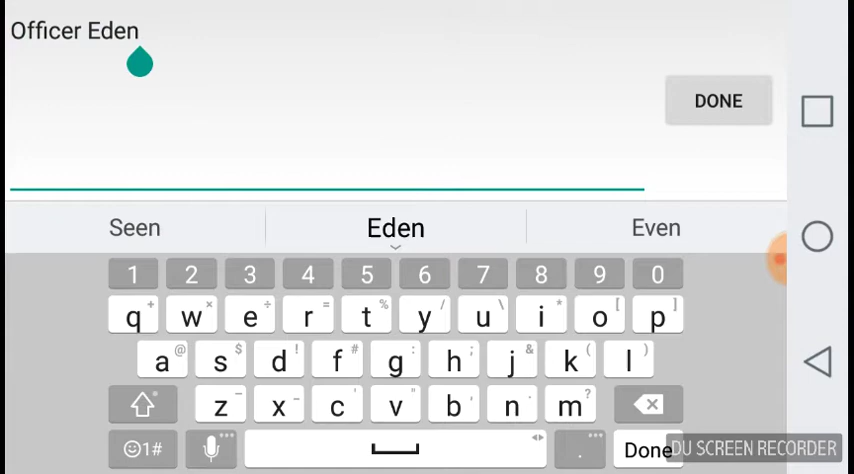 Officer Eden
DONE
Seen Eden Even
1 2 3 4 5 6 7 8 9 0
q + w × e ÷ r = t % y / u \ i * o [ p ]
a @ s $ d ! f # g : h ; j & k ( l )
z - x _ c ' v " b , n . m ?
☺1# . Done
DU SCREEN RECORDER